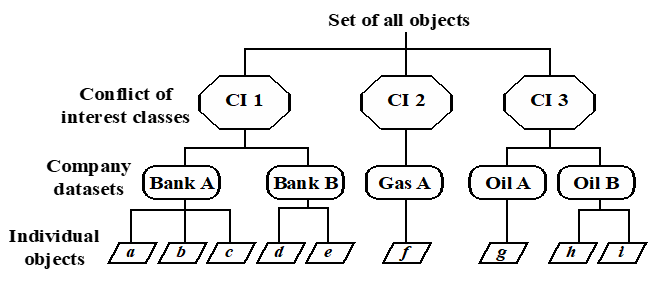 Set of all objects
Conflict of
interest classes
CI 1
CI 2
CI 3
Company
datasets
Bank A
Bank B
Gas A
Oil A
Oil B
Individual
objects
a
b
c
d
e
f
g
h
i